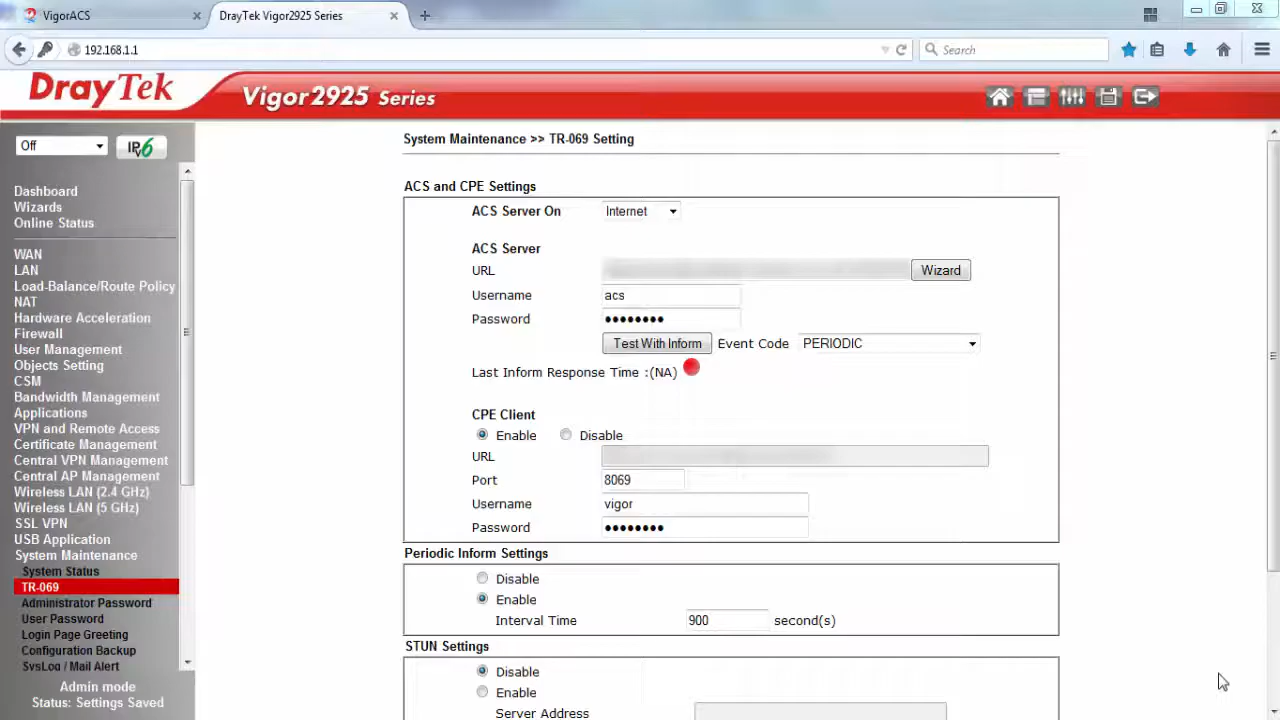 VigorACS
DrayTek Vigor2925 Series
192.168.1.1
Search
DrayTek
Vigor2925 Series
Off
IPv6
Dashboard
Wizards
Online Status
WAN
LAN
Load-Balance/Route Policy
NAT
Hardware Acceleration
Firewall
User Management
Objects Setting
CSM
Bandwidth Management
Applications
VPN and Remote Access
Certificate Management
Central VPN Management
Central AP Management
Wireless LAN (2.4 GHz)
Wireless LAN (5 GHz)
SSL VPN
USB Application
System Maintenance
System Status
TR-069
Administrator Password
User Password
Login Page Greeting
Configuration Backup
SysLog / Mail Alert
Admin mode
Status: Settings Saved
System Maintenance >> TR-069 Setting
ACS and CPE Settings
ACS Server On Internet
ACS Server
URL Wizard
Username acs
Password ●●●●●●●●
Test With Inform Event Code PERIODIC
Last Inform Response Time :(NA)
CPE Client
Enable Disable
URL
Port 8069
Username vigor
Password ●●●●●●●●
Periodic Inform Settings
Disable
Enable
Interval Time 900 second(s)
STUN Settings
Disable
Enable
Server Address